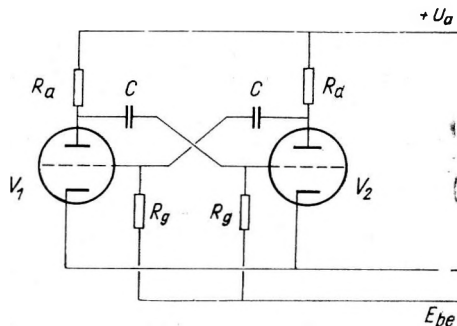 + U_a
R_a
C
C
R_d
V_1
R_g
R_g
V_2
E_be